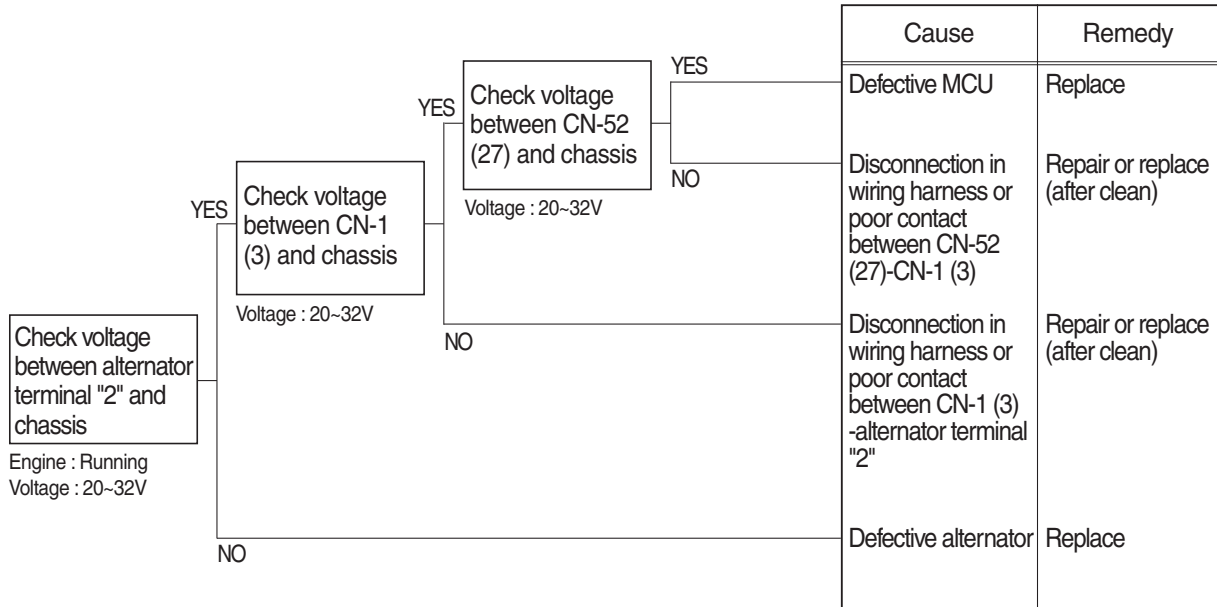 Cause
Remedy
YES
Defective MCU
Replace
Check voltage
between CN-52
(27) and chassis
YES
NO
Disconnection in
wiring harness or
poor contact
between CN-52
(27)-CN-1 (3)
Repair or replace
(after clean)
Voltage : 20~32V
Check voltage
between CN-1
(3) and chassis
YES
Voltage : 20~32V
NO
Disconnection in
wiring harness or
poor contact
between CN-1 (3)
-alternator terminal
"2"
Repair or replace
(after clean)
Check voltage
between alternator
terminal "2" and
chassis
Engine : Running
Voltage : 20~32V
NO
Defective alternator
Replace